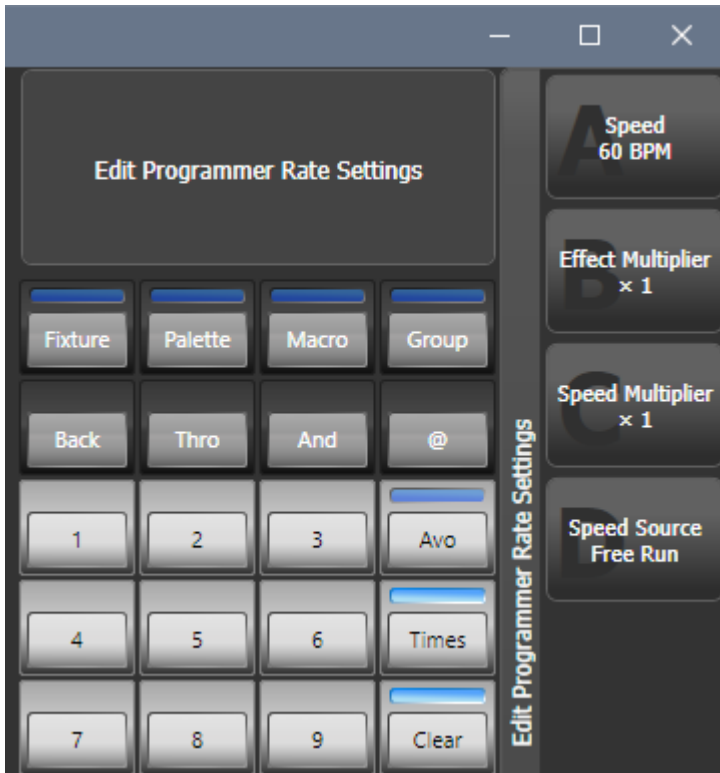 Edit Programmer Rate Settings
Fixture
Palette
Macro
Group
Back
Thro
And
@
1
2
3
Avo
4
5
6
Times
7
8
9
Clear
Edit Programmer Rate Settings
A
Speed
60 BPM
B
Effect Multiplier
× 1
C
Speed Multiplier
× 1
D
Speed Source
Free Run